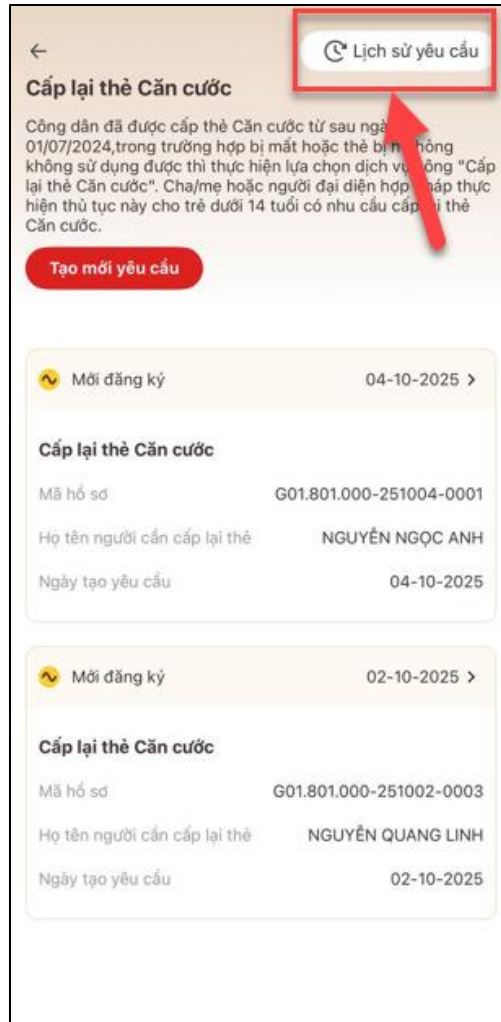 Lịch sử yêu cầu
Cấp lại thẻ Căn cước
Công dân đã được cấp thẻ Căn cước từ sau
01/07/2024,trong trường hợp bị mất hoặc thẻ bị
không sử dụng được thì thực hiện lựa chọn dịch vụ "Cấp
lại thẻ Căn cước". Cha/mẹ hoặc người đại diện hợp thực
hiện thủ tục này cho trẻ dưới 14 tuổi có nhu cầu thẻ
Căn cước.
Tạo mới yêu cầu
Mới đăng ký 04-10-2025 >
Cấp lại thẻ Căn cước
Mã hồ sơ G01.801.000-251004-0001
Họ tên người cần cấp lại thẻ NGUYỄN NGỌC ANH
Ngày tạo yêu cầu 04-10-2025
Mới đăng ký 02-10-2025 >
Cấp lại thẻ Căn cước
Mã hồ sơ G01.801.000-251002-0003
Họ tên người cần cấp lại thẻ NGUYỄN QUANG LINH
Ngày tạo yêu cầu 02-10-2025